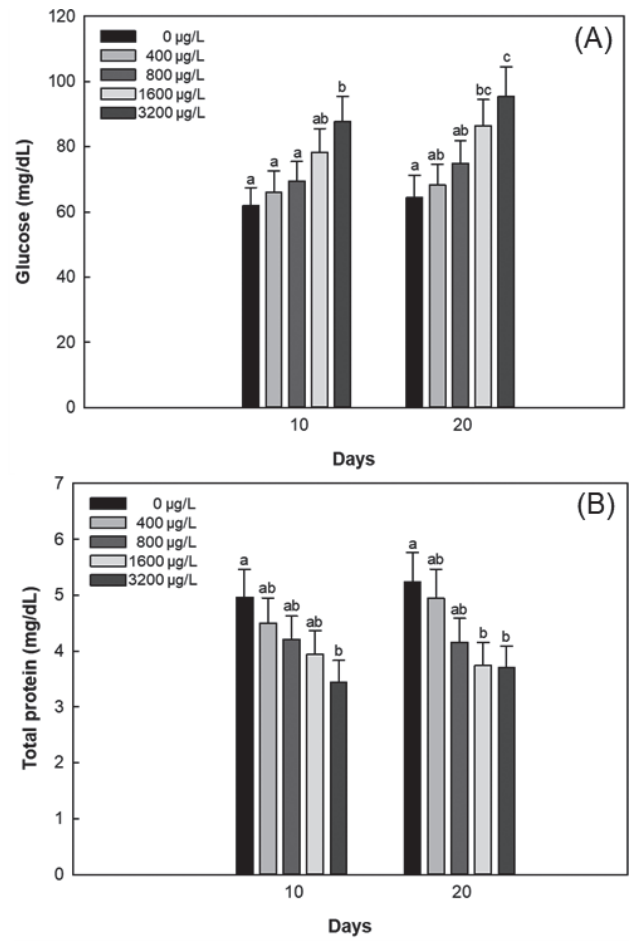 (A)
120
100
80
60
40
20
0
Glucose (mg/dL)
0 µg/L
400 µg/L
800 µg/L
1600 µg/L
3200 µg/L
a a a ab b
a ab ab bc c
10 20
Days
(B)
7
6
5
4
3
2
1
0
Total protein (mg/dL)
0 µg/L
400 µg/L
800 µg/L
1600 µg/L
3200 µg/L
a ab ab ab b
a ab ab b b
10 20
Days